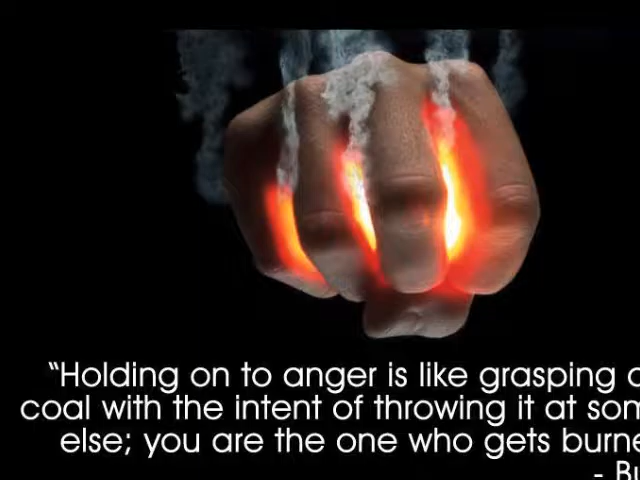 “Holding on to anger is like grasping
coal with the intent of throwing it at
else; you are the one who gets
-